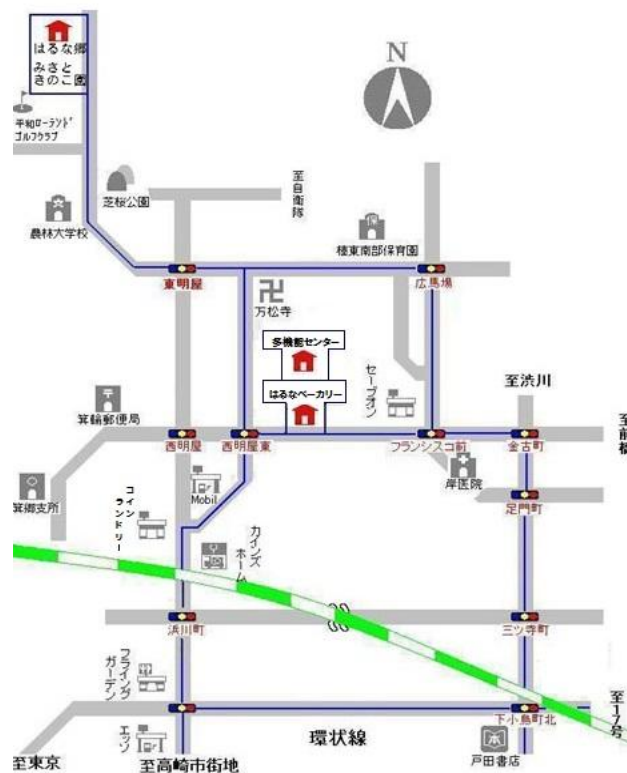 はるな郷
みさと
きのこ園
N
平和ローランド
ゴルフクラブ
芝桜公園
至自衛隊
農林大学校
榛東南部保育園
東明屋
広馬場
万松寺
多機能センター
セーブオン
はるなベーカリー
至渋川
箕輪郵便局
至前橋
西明屋
西明屋東
フランシスコ前
金古町
岸医院
箕郷支所
Mobil
足門町
コイン
ランドリー
カインズ
ホーム
浜川町
三ツ寺町
フライング
ガーデン
至17号
下小鳥町北
エッソ
環状線
戸田書店
至東京
至高崎市街地